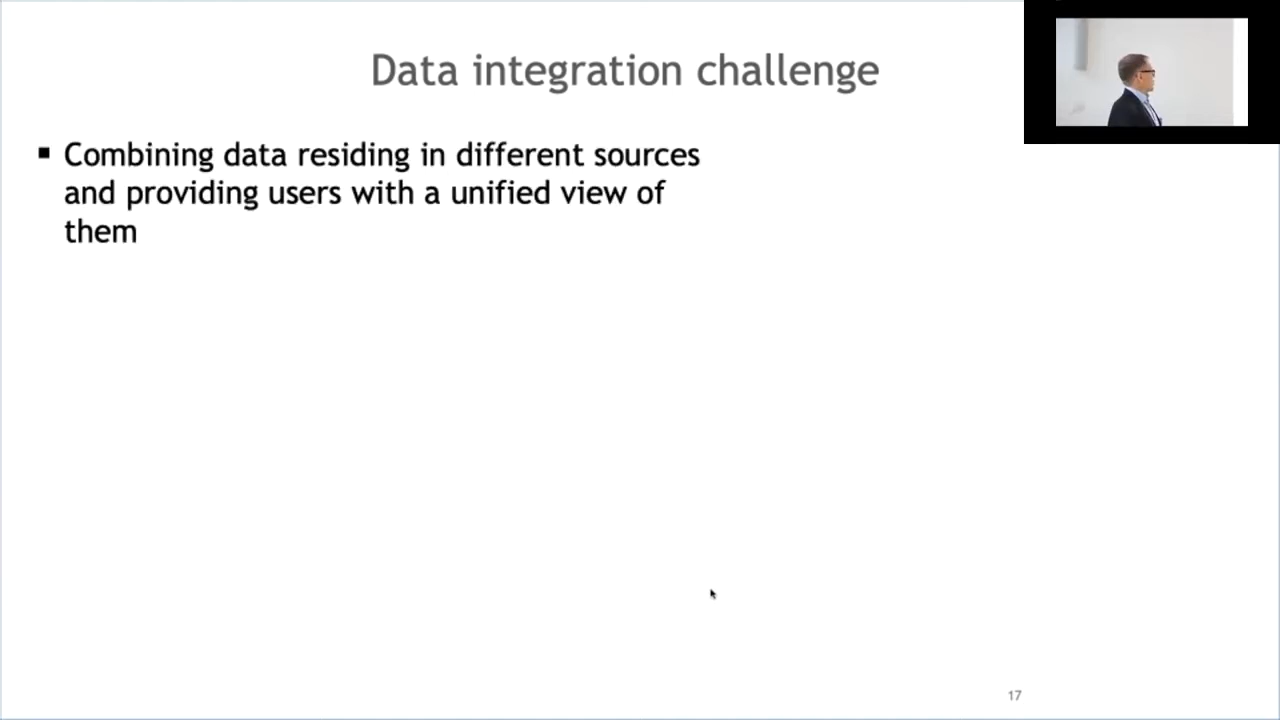 Data integration challenge
▪ Combining data residing in different sources
and providing users with a unified view of
them
17